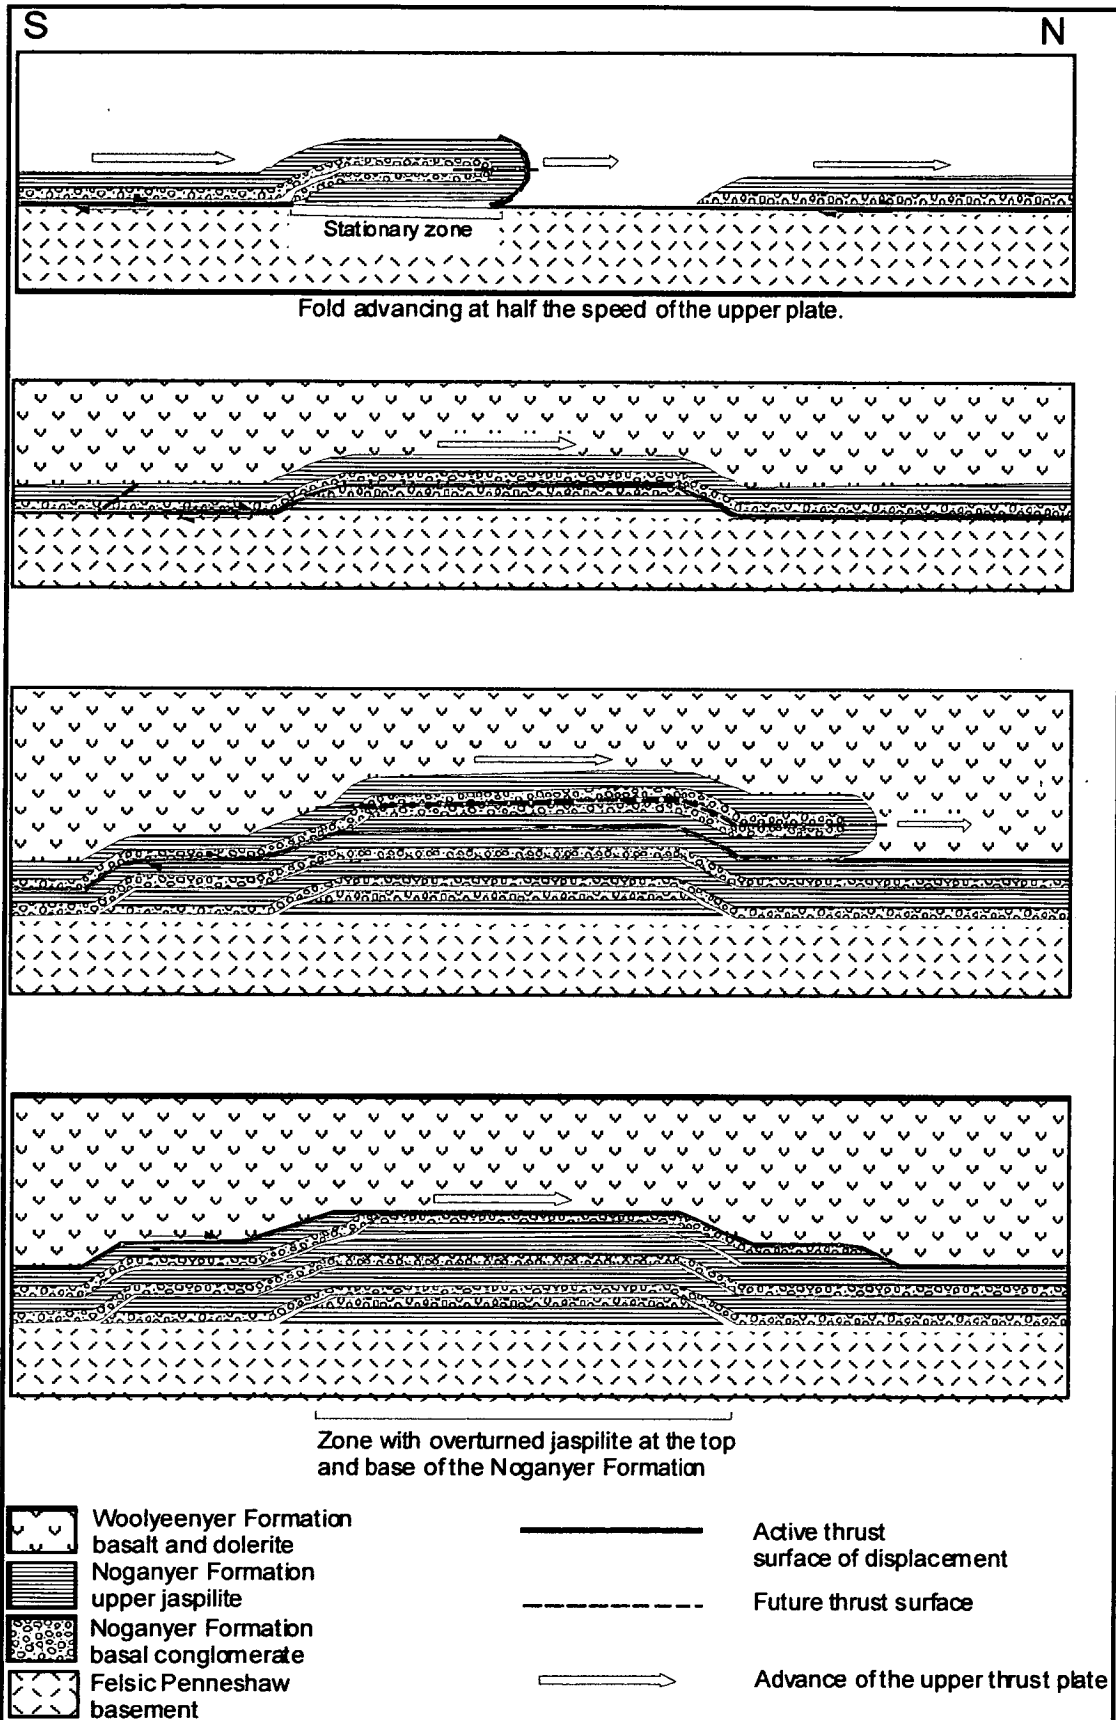 S
N
Stationary zone
Fold advancing at half the speed of the upper plate.
Zone with overturned jaspilite at the top
and base of the Noganyer Formation
Woolyeenyer Formation
basalt and dolerite
Noganyer Formation
upper jaspilite
Noganyer Formation
basal conglomerate
Felsic Penneshaw
basement
Active thrust
surface of displacement
Future thrust surface
Advance of the upper thrust plate